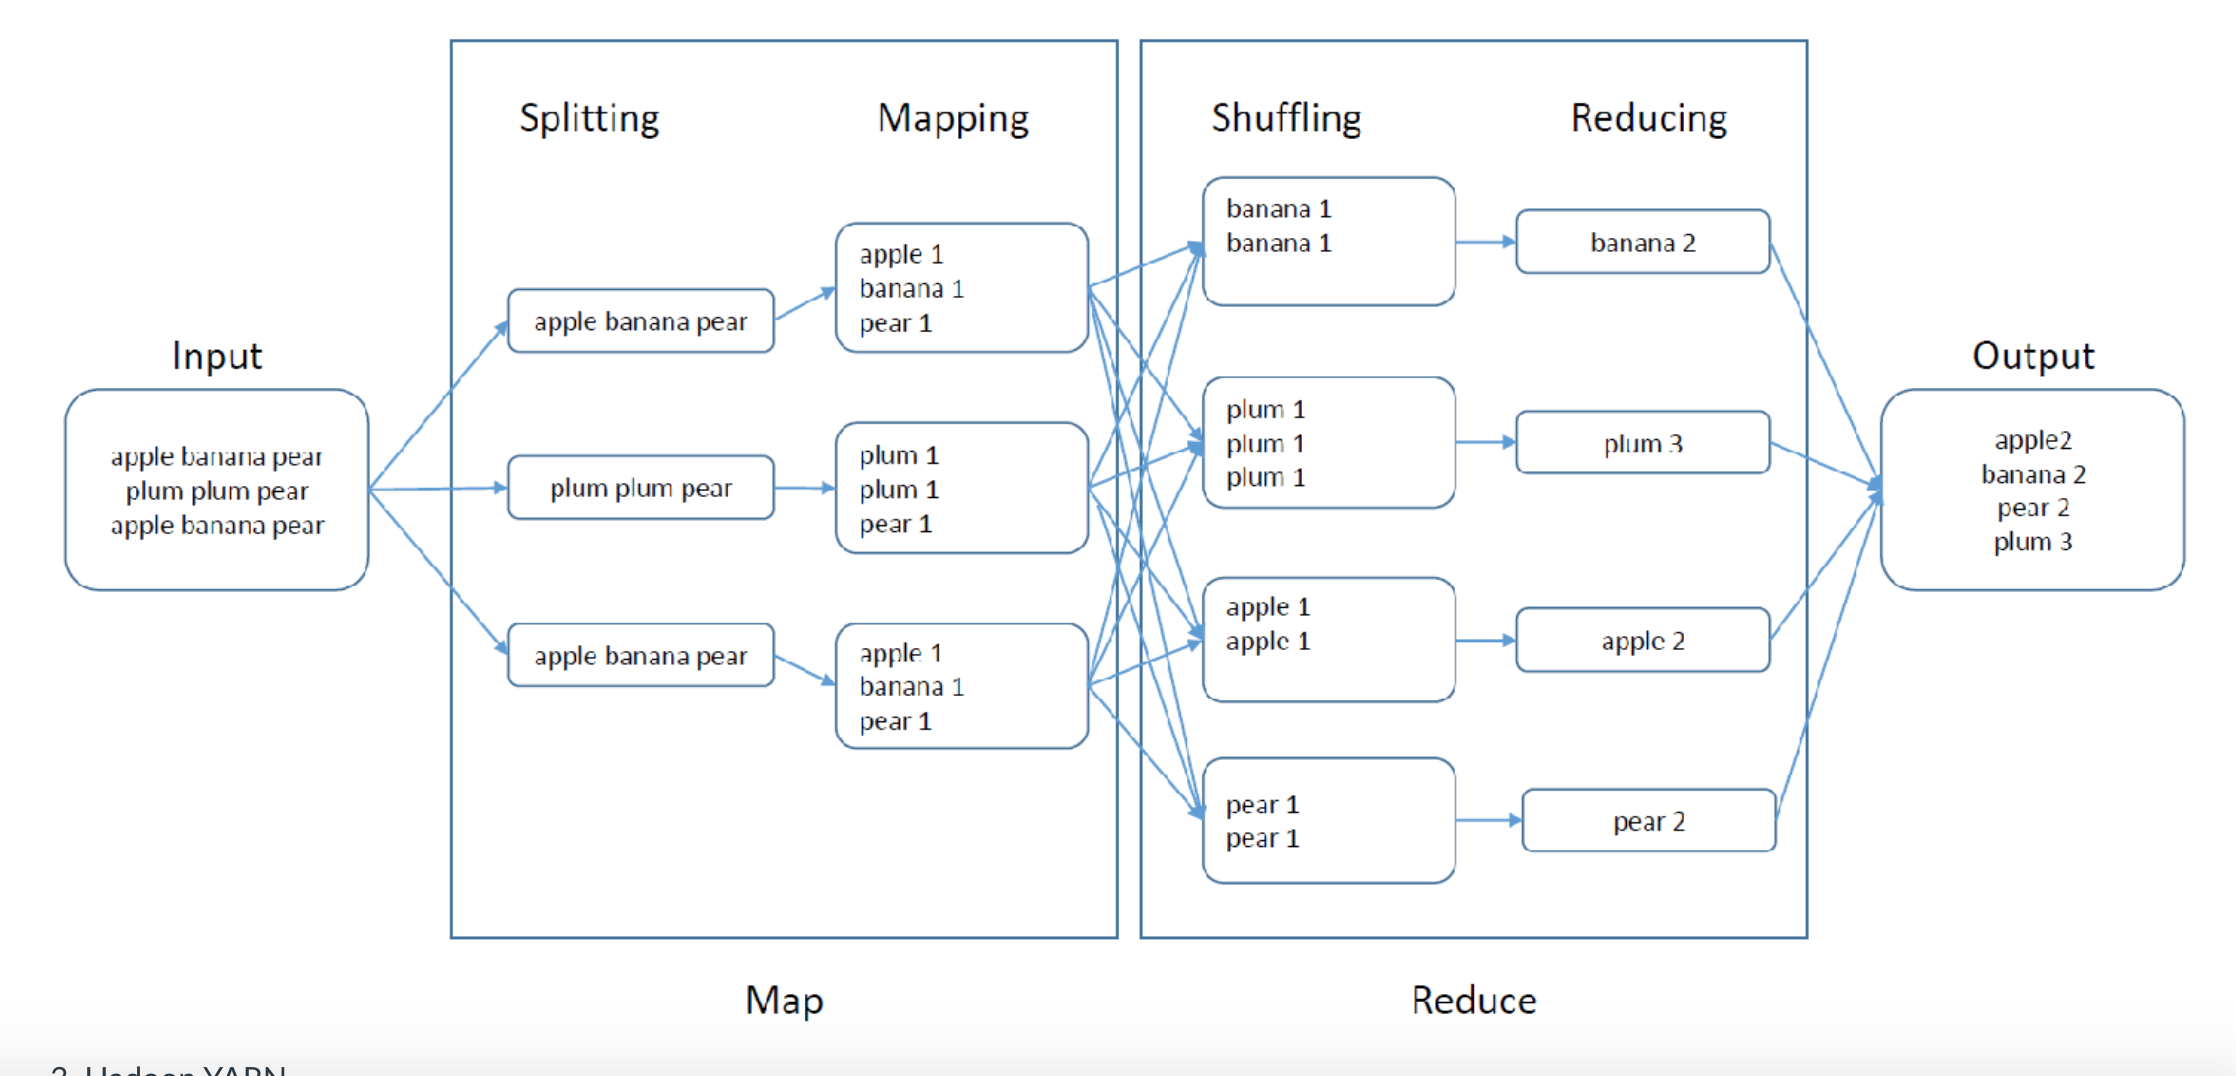 Input
apple banana pear
plum plum pear
apple banana pear
Splitting
apple banana pear
plum plum pear
apple banana pear
Mapping
apple 1
banana 1
pear 1
plum 1
plum 1
pear 1
apple 1
banana 1
pear 1
Map
Shuffling
banana 1
banana 1
plum 1
plum 1
plum 1
apple 1
apple 1
pear 1
pear 1
Reducing
banana 2
plum 3
apple 2
pear 2
Reduce
Output
apple2
banana 2
pear 2
plum 3
Hadoop YARN